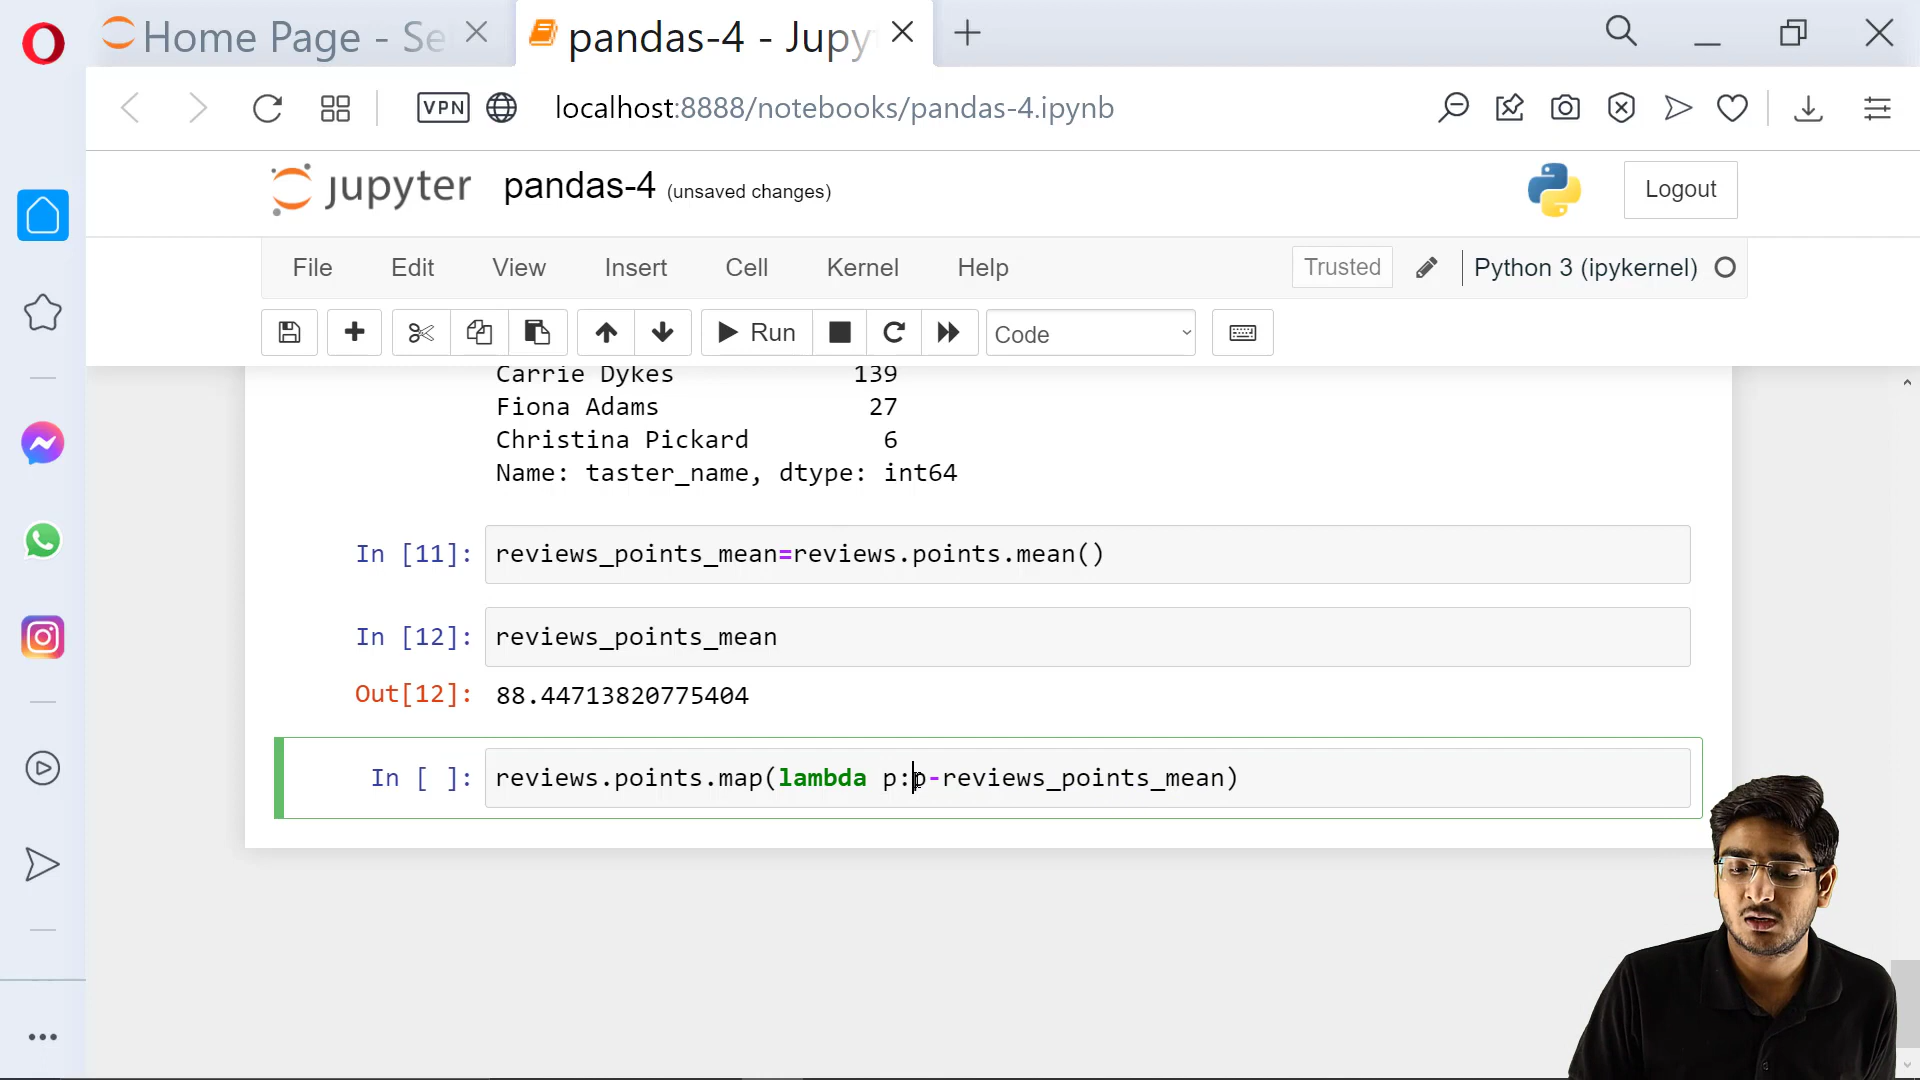 Home Page - Se
pandas-4 - Jupy
VPN
localhost:8888/notebooks/pandas-4.ipynb
jupyter
pandas-4 (unsaved changes)
Logout
File
Edit
View
Insert
Cell
Kernel
Help
Trusted
Python 3 (ipykernel)
Run
Code
Carrie Dykes 139
Fiona Adams 27
Christina Pickard 6
Name: taster_name, dtype: int64
In [11]: reviews_points_mean=reviews.points.mean()
In [12]: reviews_points_mean
Out[12]: 88.44713820775404
In [ ]: reviews.points.map(lambda p:p-reviews_points_mean)